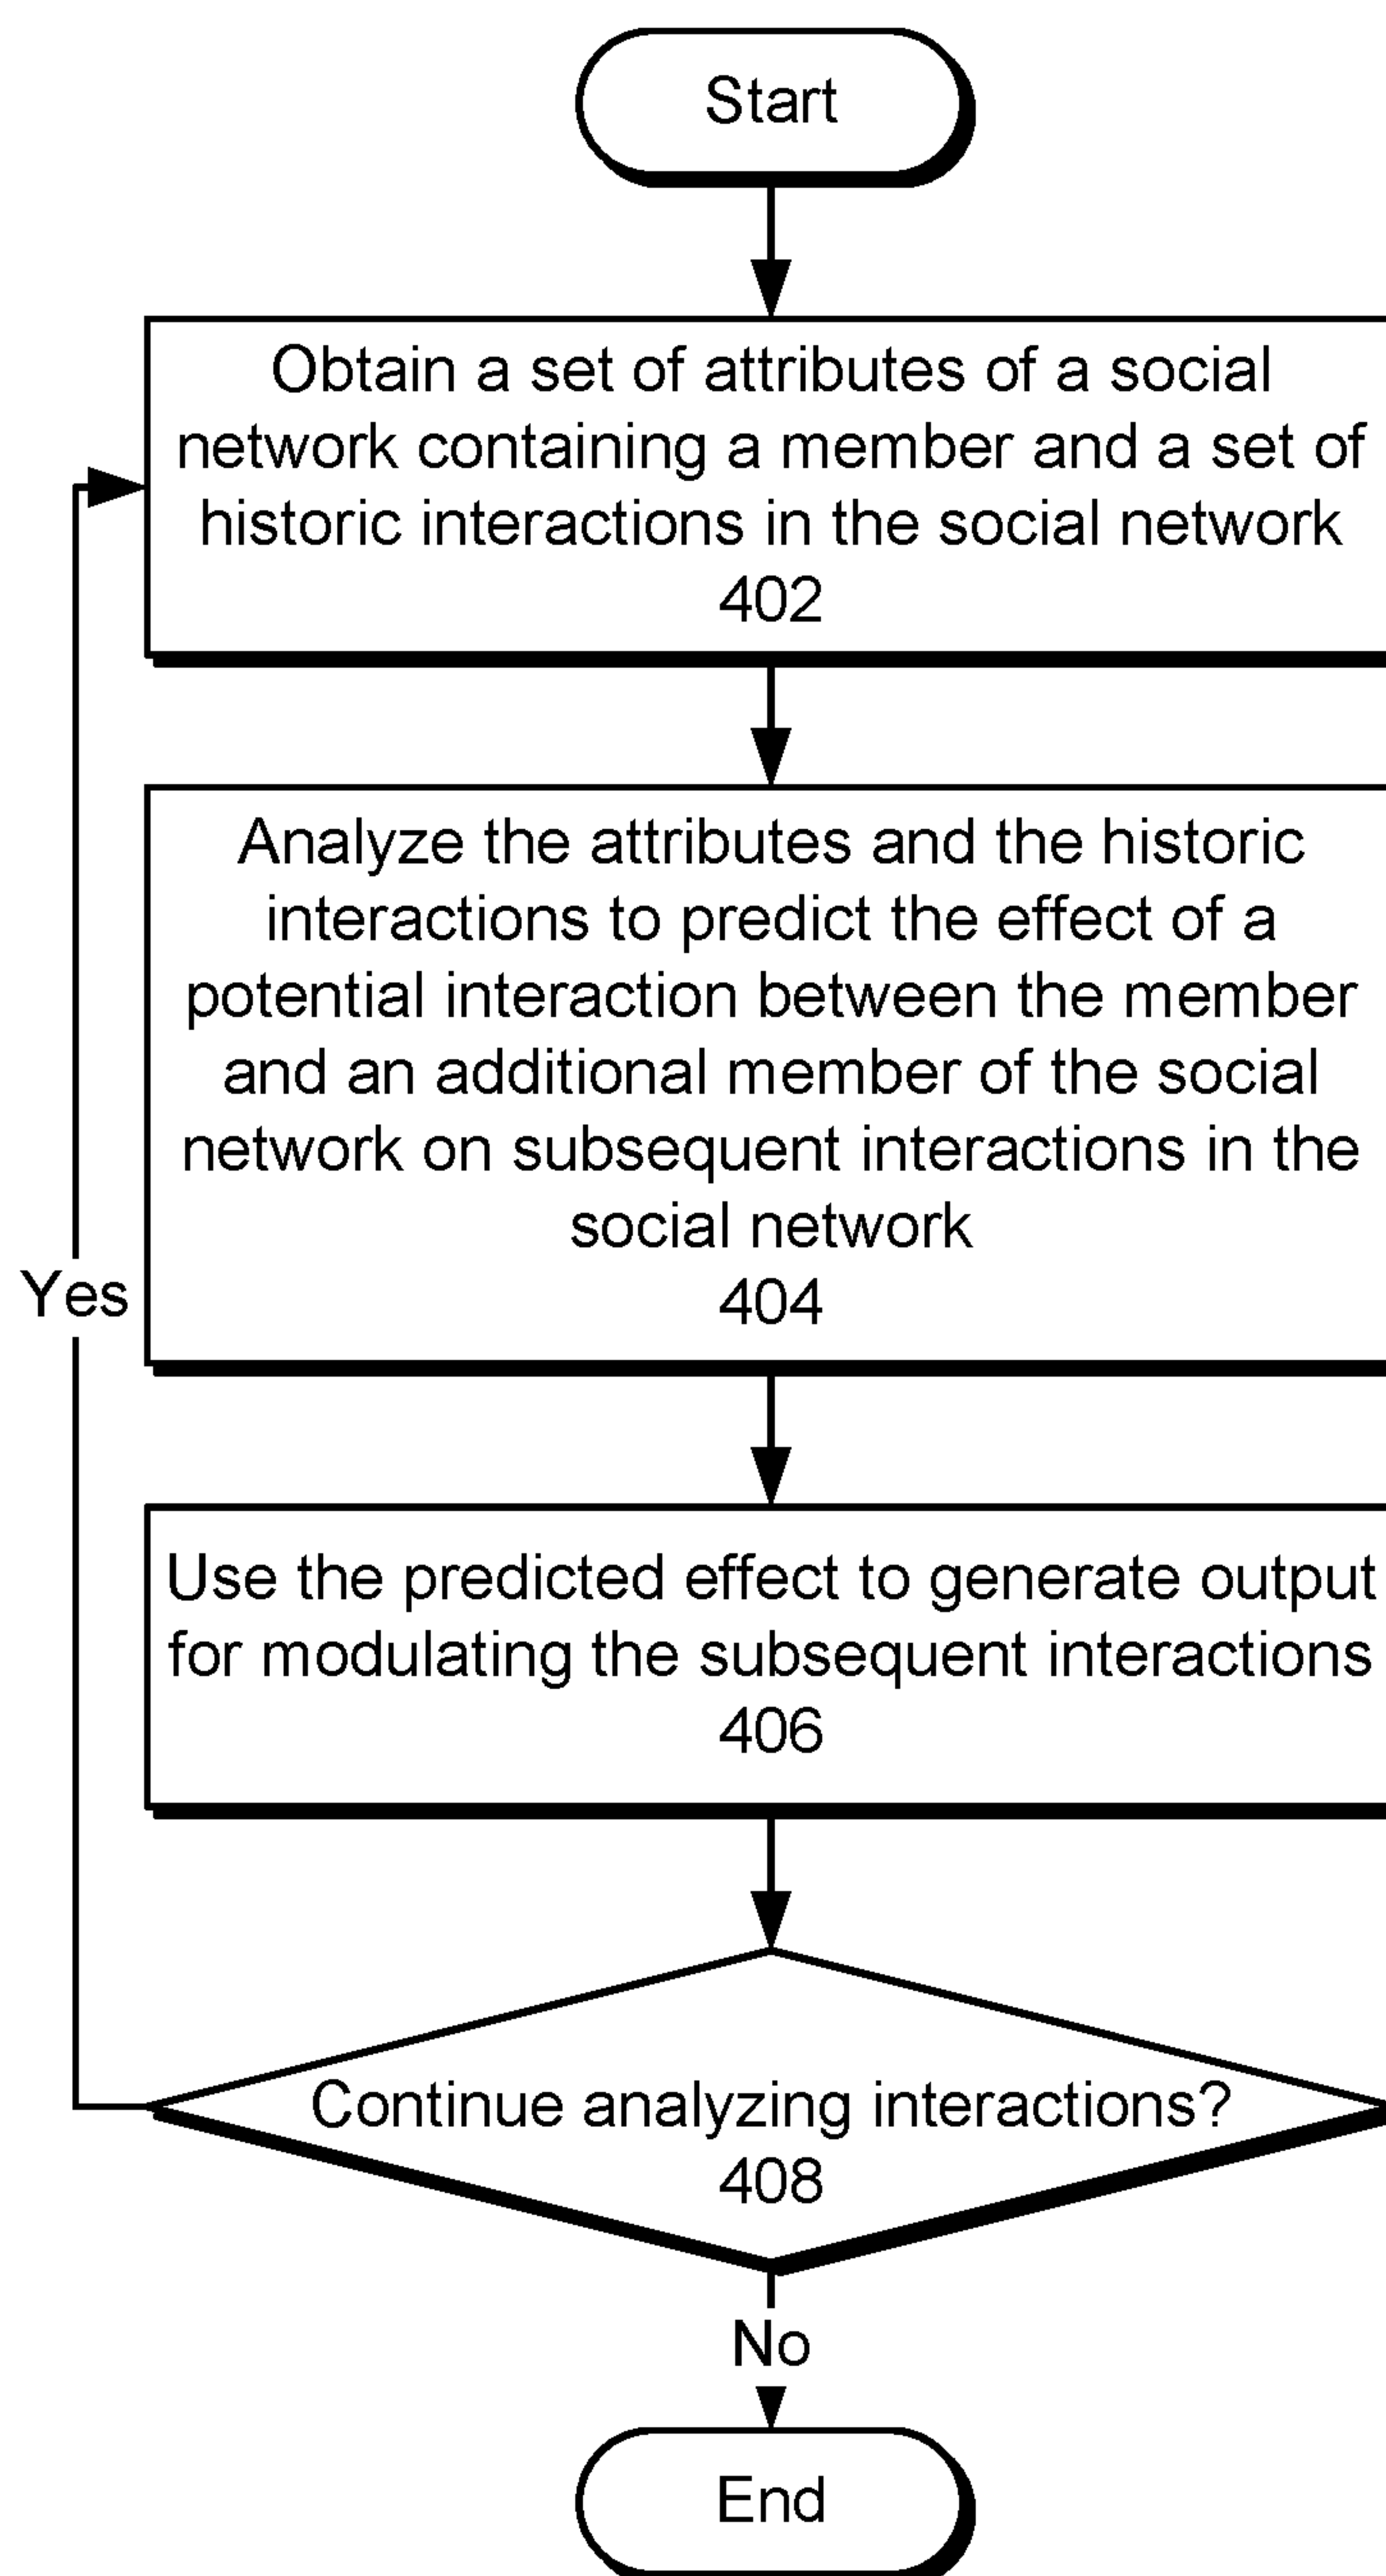 Start
Obtain a set of attributes of a social
network containing a member and a set of
historic interactions in the social network
402
Analyze the attributes and the historic
interactions to predict the effect of a
potential interaction between the member
and an additional member of the social
network on subsequent interactions in the
social network
404
Yes
Use the predicted effect to generate output
for modulating the subsequent interactions
406
Continue analyzing interactions?
408
No
End